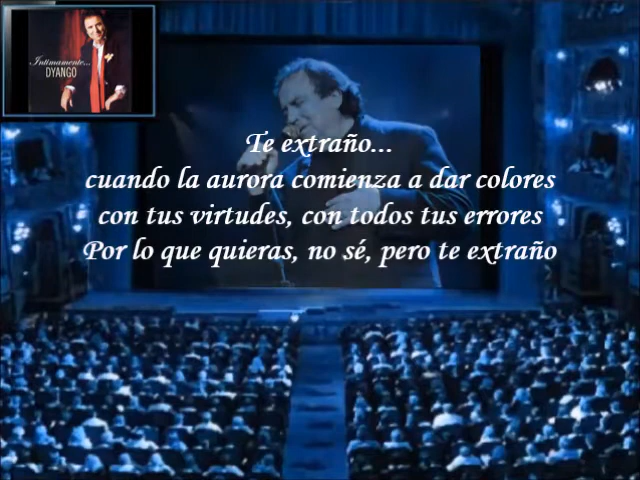 Intimamente...
DYANGO
Te extraño...
cuando la aurora comienza a dar colores
con tus virtudes, con todos tus errores
Por lo que quieras, no sé, pero te extraño